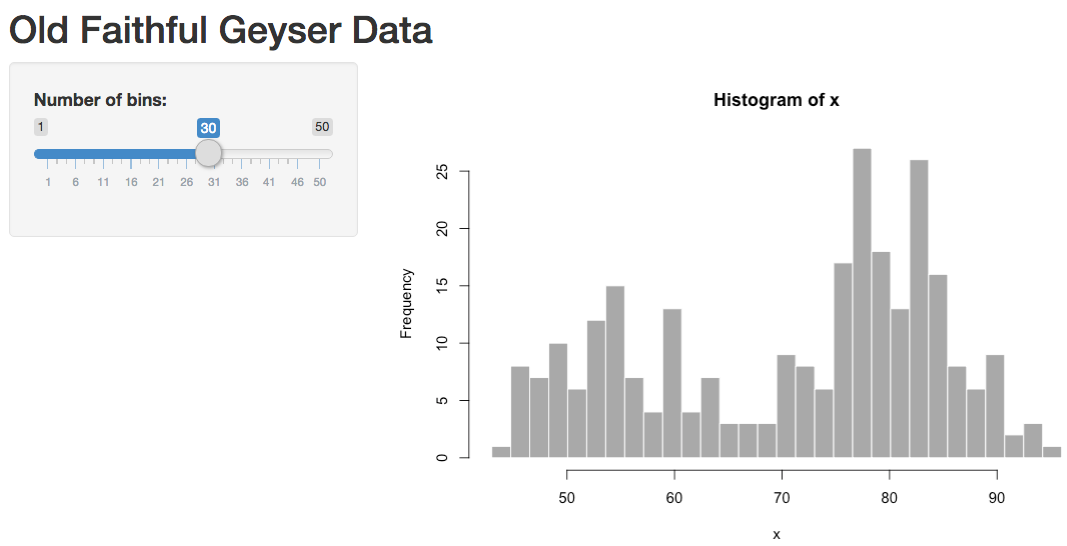 Old Faithful Geyser Data
Number of bins:
1 30 50
1 6 11 16 21 26 31 36 41 46 50
Histogram of x
Frequency
25
20
15
10
5
0
50 60 70 80 90
x